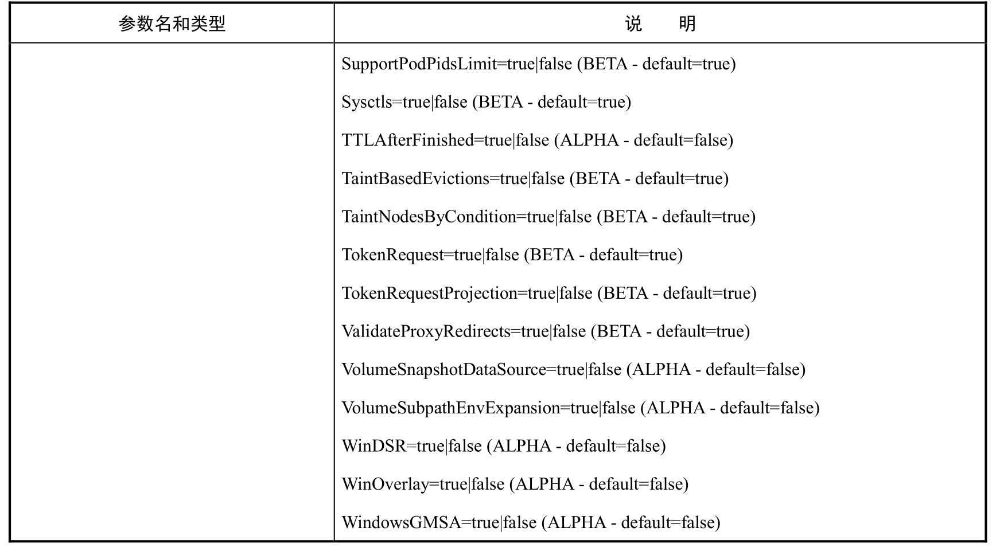 参数名和类型 说 明
SupportPodPidsLimit=true|false (BETA - default=true)
Sysctls=true|false (BETA - default=true)
TTLAfterFinished=true|false (ALPHA - default=false)
TaintBasedEvictions=true|false (BETA - default=true)
TaintNodesByCondition=true|false (BETA - default=true)
TokenRequest=true|false (BETA - default=true)
TokenRequestProjection=true|false (BETA - default=true)
ValidateProxyRedirects=true|false (BETA - default=true)
VolumeSnapshotDataSource=true|false (ALPHA - default=false)
VolumeSubpathEnvExpansion=true|false (ALPHA - default=false)
WinDSR=true|false (ALPHA - default=false)
WinOverlay=true|false (ALPHA - default=false)
WindowsGMSA=true|false (ALPHA - default=false)